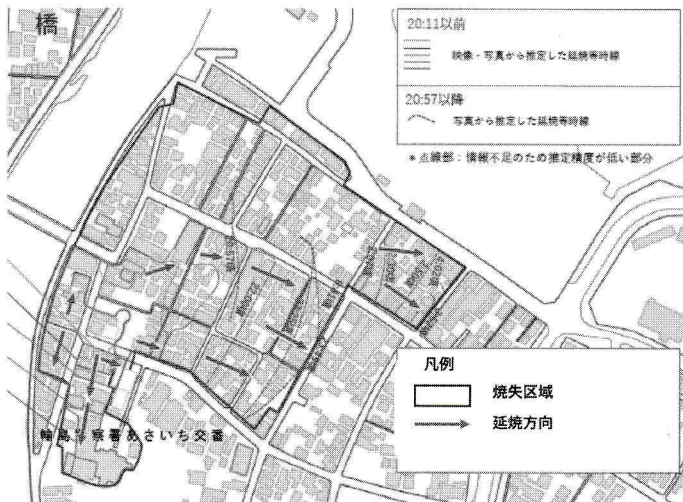 橋
20:11以前
映像・写真から推定した延焼等時線
20:57以降
写真から推定した延焼等時線
*点線部:情報不足のため推定精度が低い部分
20:57頃
凡例
焼失区域
延焼方向
輪島警察署あさいち交番